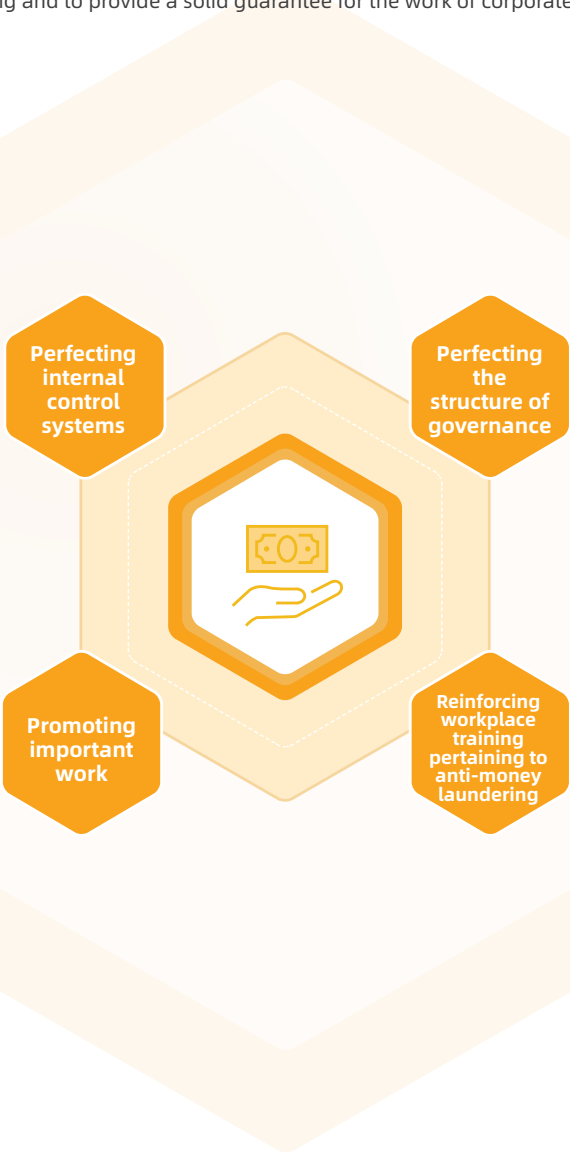 ng and to provide a solid guarantee for the work of corporate
Perfecting
internal
control
systems
Perfecting
the
structure of
governance
Promoting
important
work
Reinforcing
workplace
training
pertaining to
anti-money
laundering